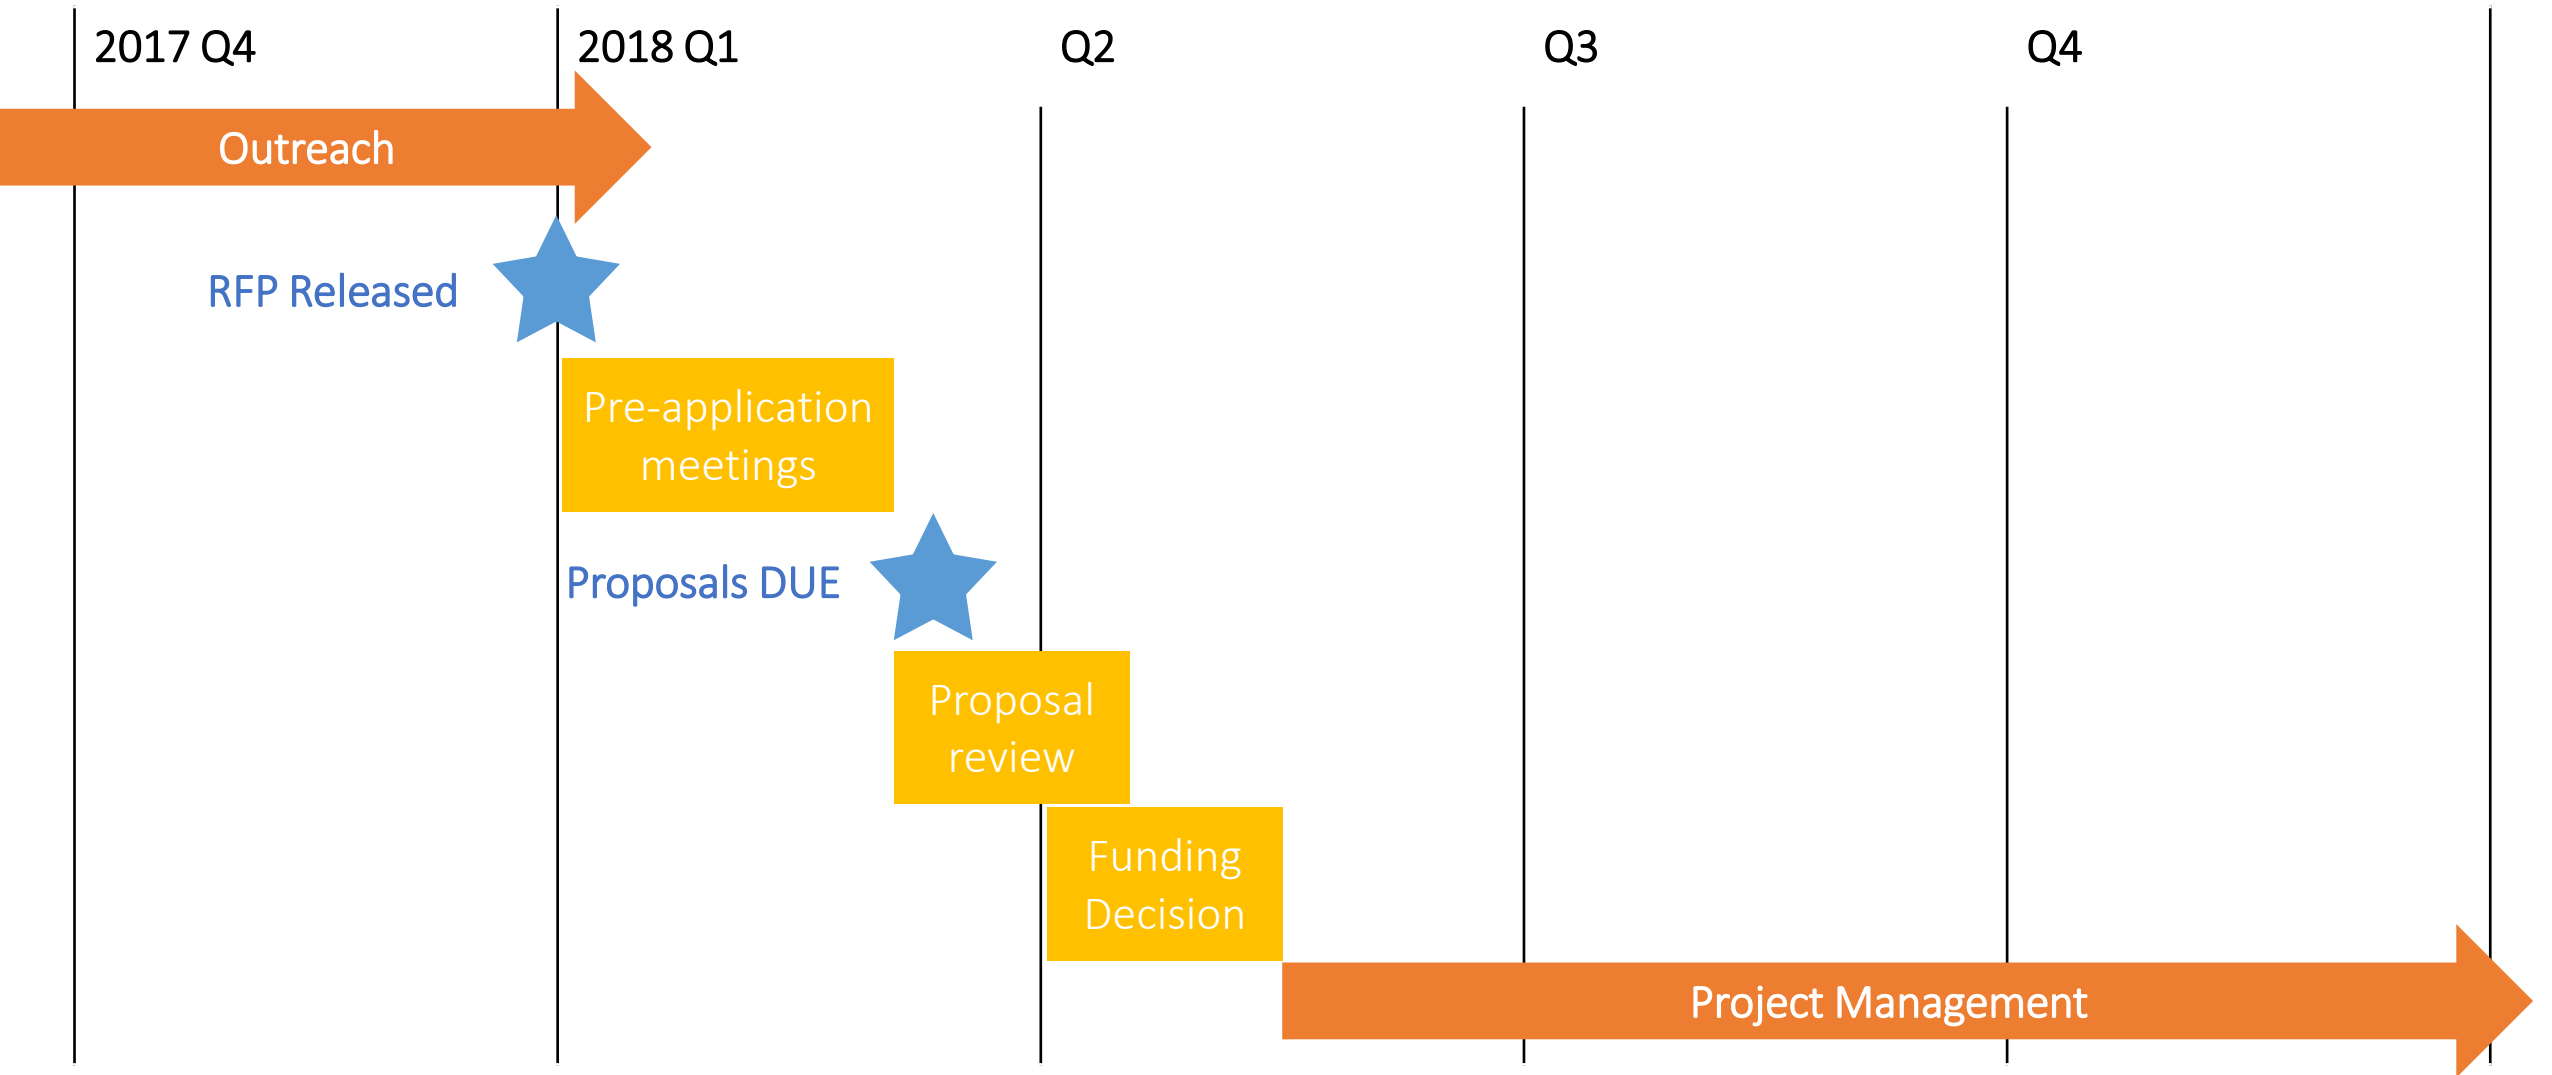 2017 Q4
2018 Q1
Q2
Q3
Q4
Outreach
RFP Released
Pre-application
meetings
Proposals DUE
Proposal
review
Funding
Decision
Project Management